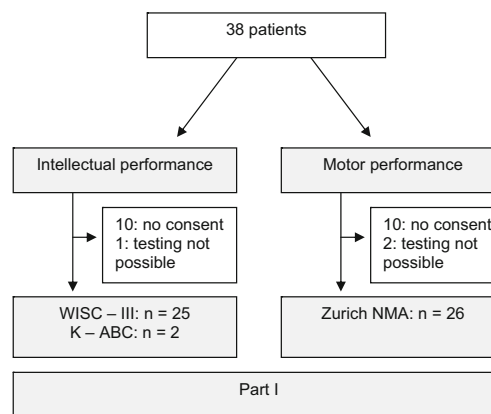 38 patients
Intellectual performance
Motor performance
10: no consent
1: testing not
possible
10: no consent
2: testing not
possible
WISC – III: n = 25
K – ABC: n = 2
Zurich NMA: n = 26
Part I